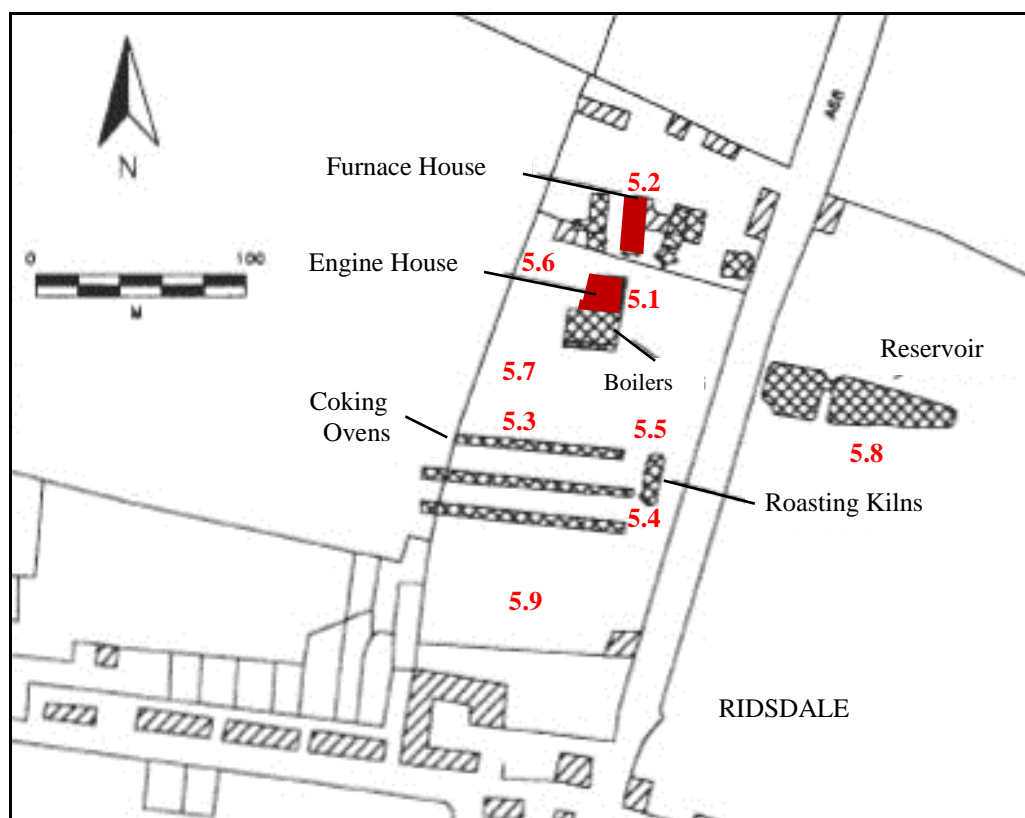 A68
N
Furnace House
5.2
0
100
M
Engine House
5.6
5.1
Reservoir
5.7
Boilers
Coking
Ovens
5.3
5.5
5.8
Roasting Kilns
5.4
5.9
RIDSDALE